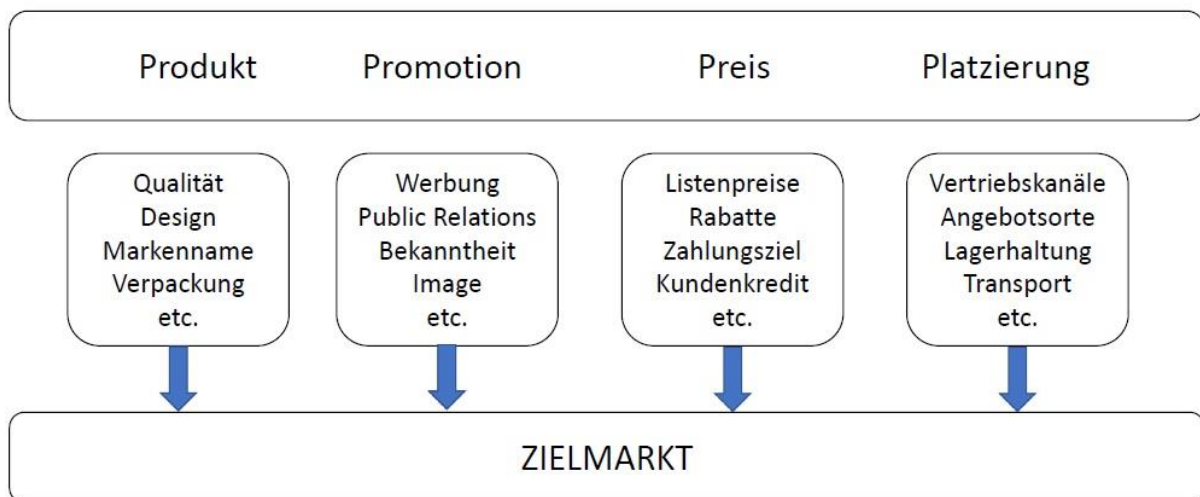 Produkt Promotion Preis Platzierung
Qualität
Design
Markenname
Verpackung
etc.
Werbung
Public Relations
Bekanntheit
Image
etc.
Listenpreise
Rabatte
Zahlungsziel
Kundenkredit
etc.
Vertriebskanäle
Angebotsorte
Lagerhaltung
Transport
etc.
ZIELMARKT